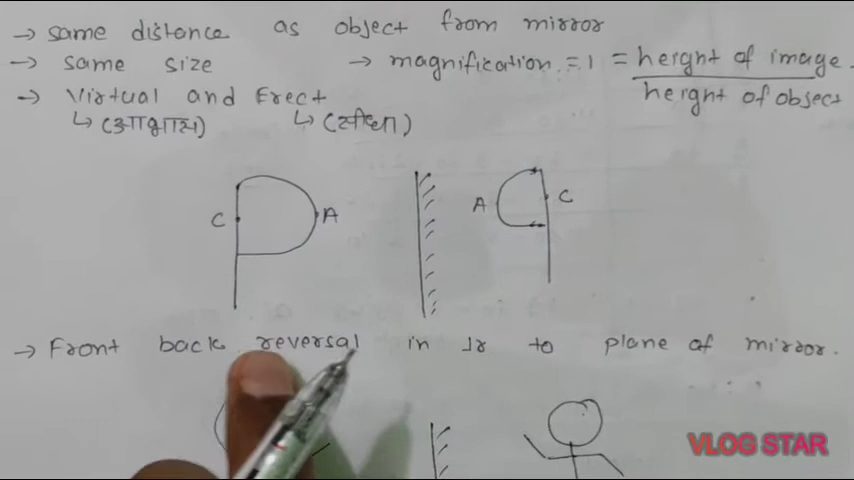 → same distance as object from mirror
→ same size → magnification = 1 = height of image
height of object
→ Virtual and Erect
↳ (आभासी) ↳ (सीधा)
C A A C
→ Front back reversal in ⊥r to plane of mirror.
VLOG STAR